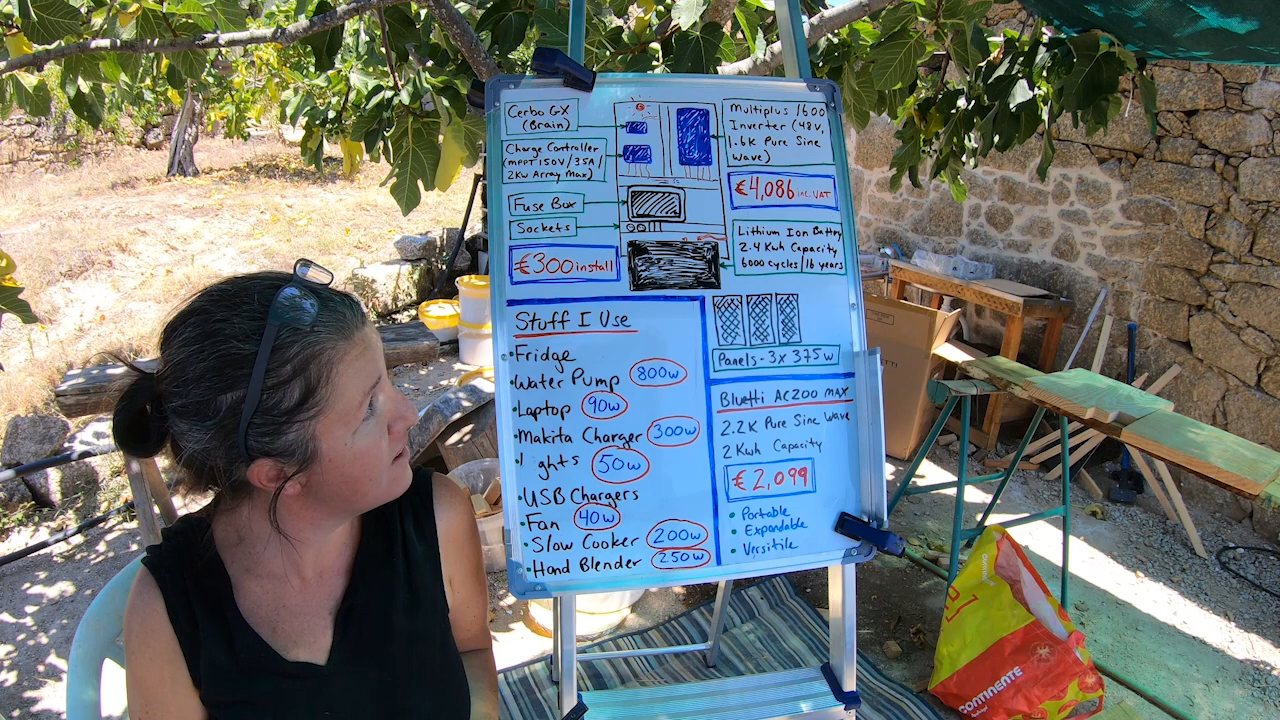 Cerbo GX
(Brain)
Charge Controller
(MPPT 150V/35A/
2Kw Array Max)
Fuse Box
Sockets
€300 install
Multiplus 1600
Inverter (48v,
1.6K Pure Sine
Wave)
€4,086 inc. VAT
Lithium Ion Battery
2.4 Kwh Capacity
6000 cycles/16 years
Panels - 3x 375w
Stuff I Use
•Fridge
•Water Pump 800w
•Laptop 90w
•Makita Charger 300w
•l ghts 50w
•USB Chargers
•Fan 40w
•Slow Cooker 200w
•Hand Blender 250w
Bluetti AC200 MAX
2.2K Pure Sine Wave
2 Kwh Capacity
€2,099
• Portable
• Expandable
• Versitile
CONTINENTE